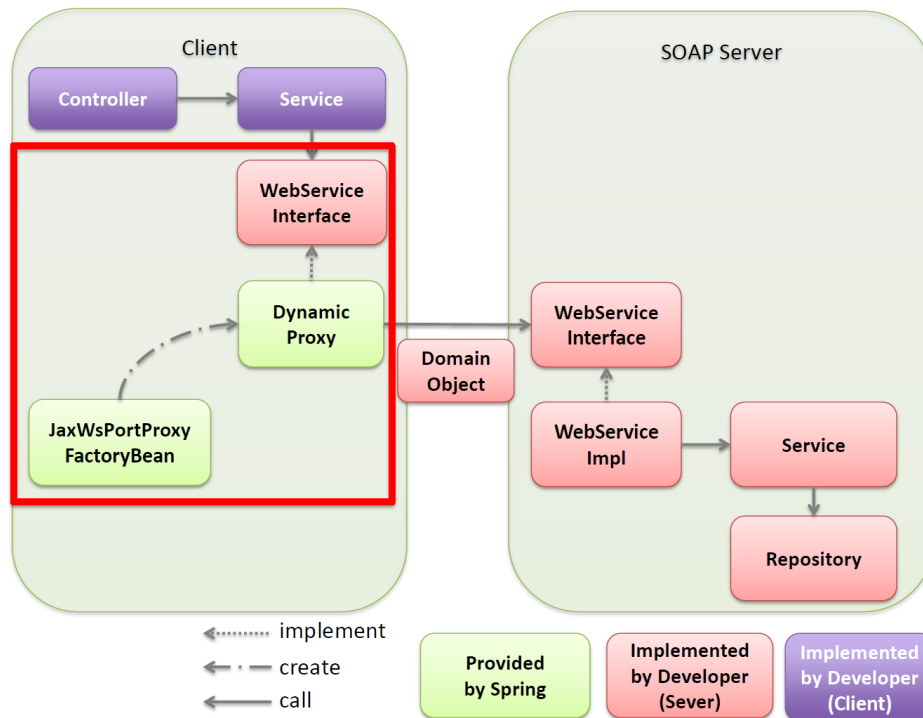 Client
SOAP Server
Controller
Service
WebService
Interface
Dynamic
Proxy
WebService
Interface
Domain
Object
JaxWsPortProxy
FactoryBean
WebService
Impl
Service
Repository
implement
create
call
Provided
by Spring
Implemented
by Developer
(Sever)
Implemented
by Developer
(Client)